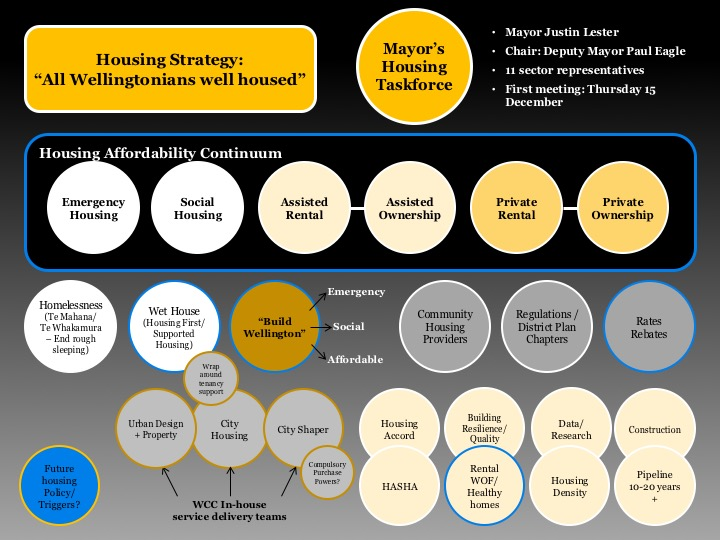 Housing Strategy:
“All Wellingtonians well housed”
Mayor’s
Housing
Taskforce
• Mayor Justin Lester
• Chair: Deputy Mayor Paul Eagle
• 11 sector representatives
• First meeting: Thursday 15
December
Housing Affordability Continuum
Emergency
Housing
Social
Housing
Assisted
Rental
Assisted
Ownership
Private
Rental
Private
Ownership
Homelessness
(Te Mahana/
Te Whakamura
– End rough
sleeping)
Wet House
(Housing First/
Supported
Housing)
“Build
Wellington”
Emergency
Social
Affordable
Community
Housing
Providers
Regulations /
District Plan
Chapters
Rates
Rebates
Wrap
around
tenancy
support
Urban Design
+ Property
City
Housing
City Shaper
Compulsory
Purchase
Powers?
Housing
Accord
Building
Resilience/
Quality
Data/
Research
Construction
Future
housing
Policy/
Triggers?
WCC In-house
service delivery teams
HASHA
Rental
WOF/
Healthy
homes
Housing
Density
Pipeline
10-20 years
+